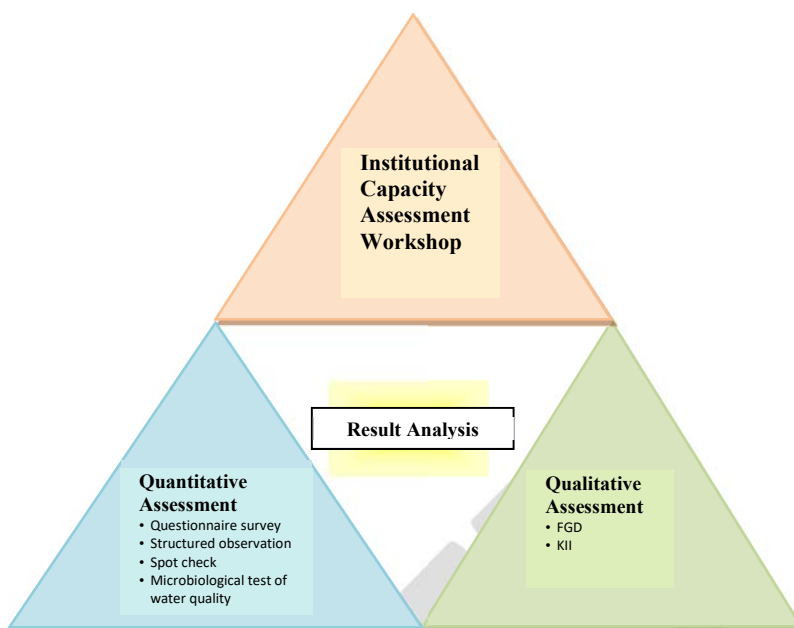 Institutional
Capacity
Assessment
Workshop
Result Analysis
Quantitative
Assessment
• Questionnaire survey
• Structured observation
• Spot check
• Microbiological test of
water quality
Qualitative
Assessment
• FGD
• KII